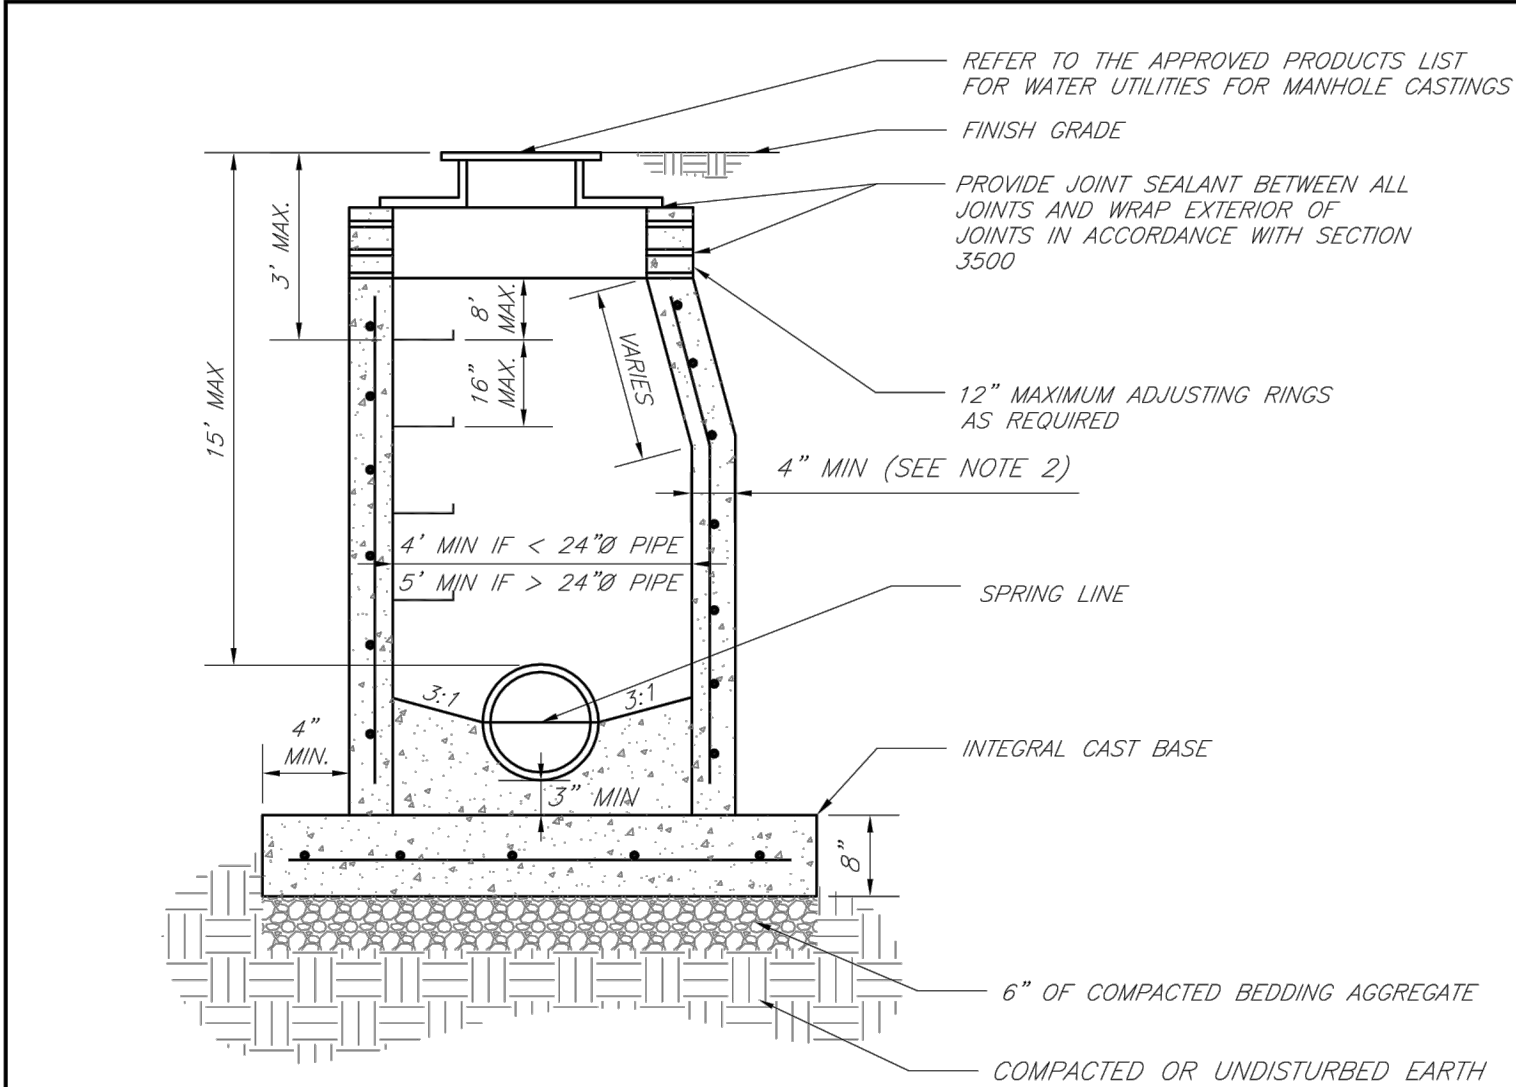 REFER TO THE APPROVED PRODUCTS LIST
FOR WATER UTILITIES FOR MANHOLE CASTINGS
FINISH GRADE
PROVIDE JOINT SEALANT BETWEEN ALL
JOINTS AND WRAP EXTERIOR OF
JOINTS IN ACCORDANCE WITH SECTION
3500
3' MAX.
8'
MAX.
VARIES
16"
MAX.
15' MAX
12" MAXIMUM ADJUSTING RINGS
AS REQUIRED
4" MIN (SEE NOTE 2)
4' MIN IF < 24"Ø PIPE
5' MIN IF > 24"Ø PIPE
SPRING LINE
3:1
3:1
4"
MIN.
INTEGRAL CAST BASE
3" MIN
8"
6" OF COMPACTED BEDDING AGGREGATE
COMPACTED OR UNDISTURBED EARTH